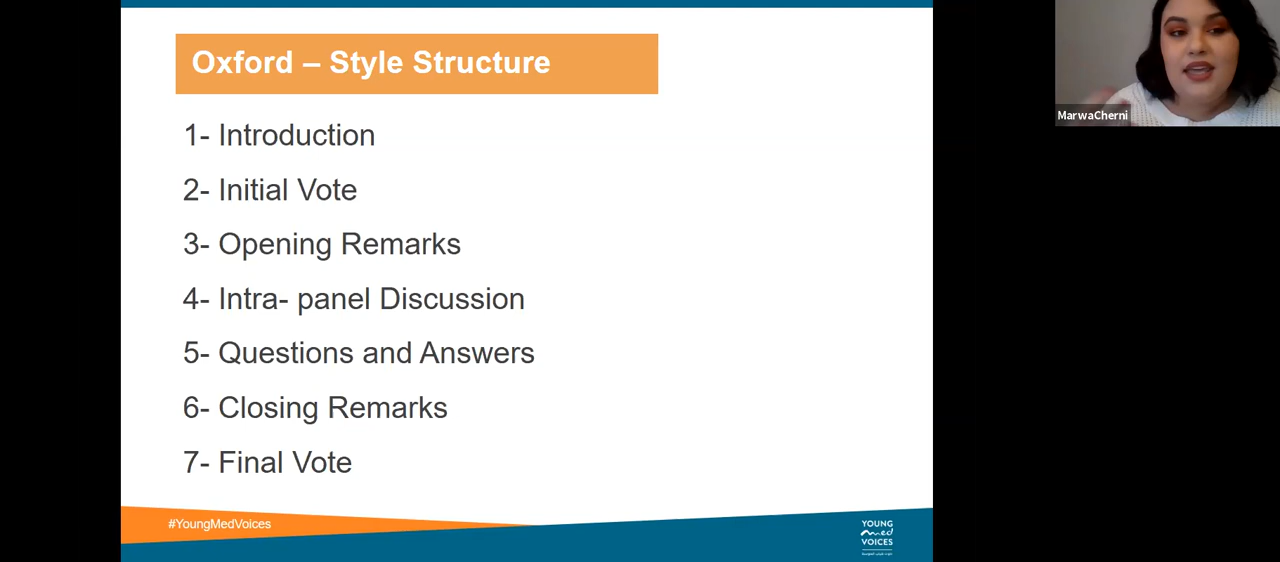 Oxford – Style Structure
1- Introduction
2- Initial Vote
3- Opening Remarks
4- Intra- panel Discussion
5- Questions and Answers
6- Closing Remarks
7- Final Vote
#YoungMedVoices
YOUNG
med
VOICES
MarwaCherni